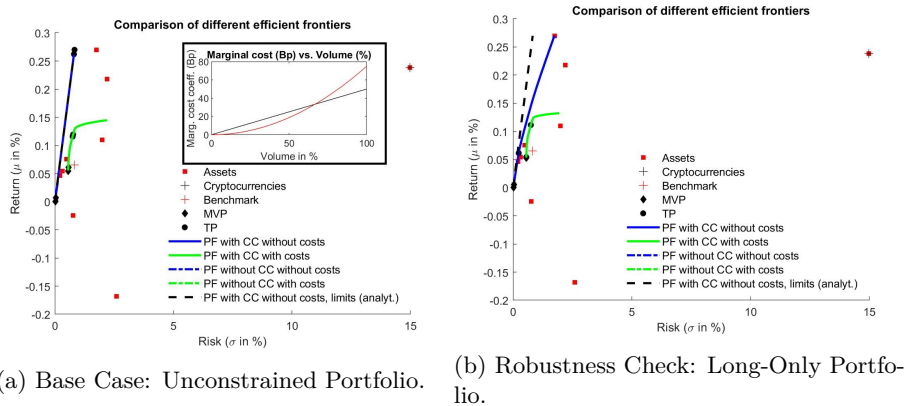 Comparison of different efficient frontiers
Return (μ in %)
0.3
0.25
0.2
0.15
0.1
0.05
0
-0.05
-0.1
-0.15
-0.2
0
5
10
15
Risk (σ in %)
Marginal cost (Bp) vs. Volume (%)
Marg. cost coeff. (Bp)
80
60
40
20
0
0
50
100
Volume in %
Assets
Cryptocurrencies
Benchmark
MVP
TP
PF with CC without costs
PF with CC with costs
PF without CC without costs
PF without CC with costs
PF with CC without costs, limits (analyt.)
(a) Base Case: Unconstrained Portfolio.
Comparison of different efficient frontiers
Return (μ in %)
0.3
0.25
0.2
0.15
0.1
0.05
0
-0.05
-0.1
-0.15
-0.2
0
5
10
15
Risk (σ in %)
Assets
Cryptocurrencies
Benchmark
MVP
TP
PF with CC without costs
PF with CC with costs
PF without CC without costs
PF without CC with costs
PF with CC without costs, limits (analyt.)
(b) Robustness Check: Long-Only Portfo-
lio.